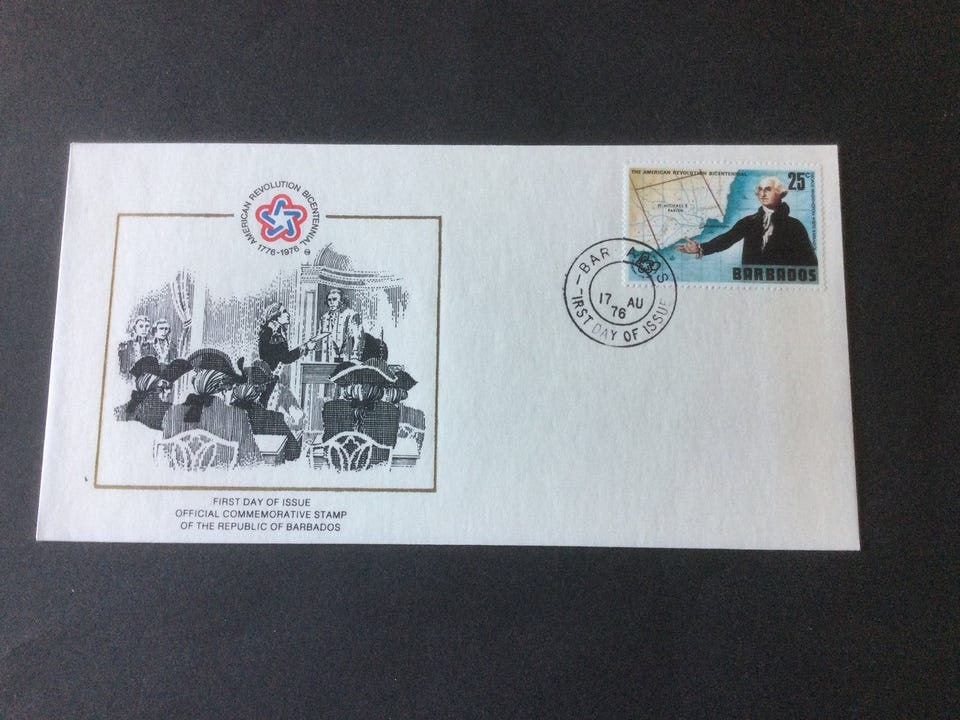 AMERICAN REVOLUTION BICENTENNIAL
1776-1976
FIRST DAY OF ISSUE
OFFICIAL COMMEMORATIVE STAMP
OF THE REPUBLIC OF BARBADOS
THE AMERICAN REVOLUTION BICENTENNIAL
25c
ST. MICHAEL'S
PARISH
BARBADOS
BAR ADOS
17 AU
76
IRST DAY OF ISSUE